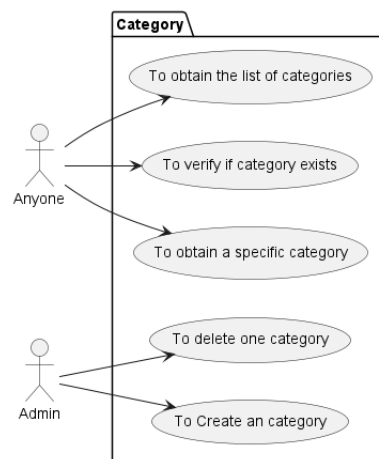 Category
To obtain the list of categories
To verify if category exists
Anyone
To obtain a specific category
To delete one category
Admin
To Create an category